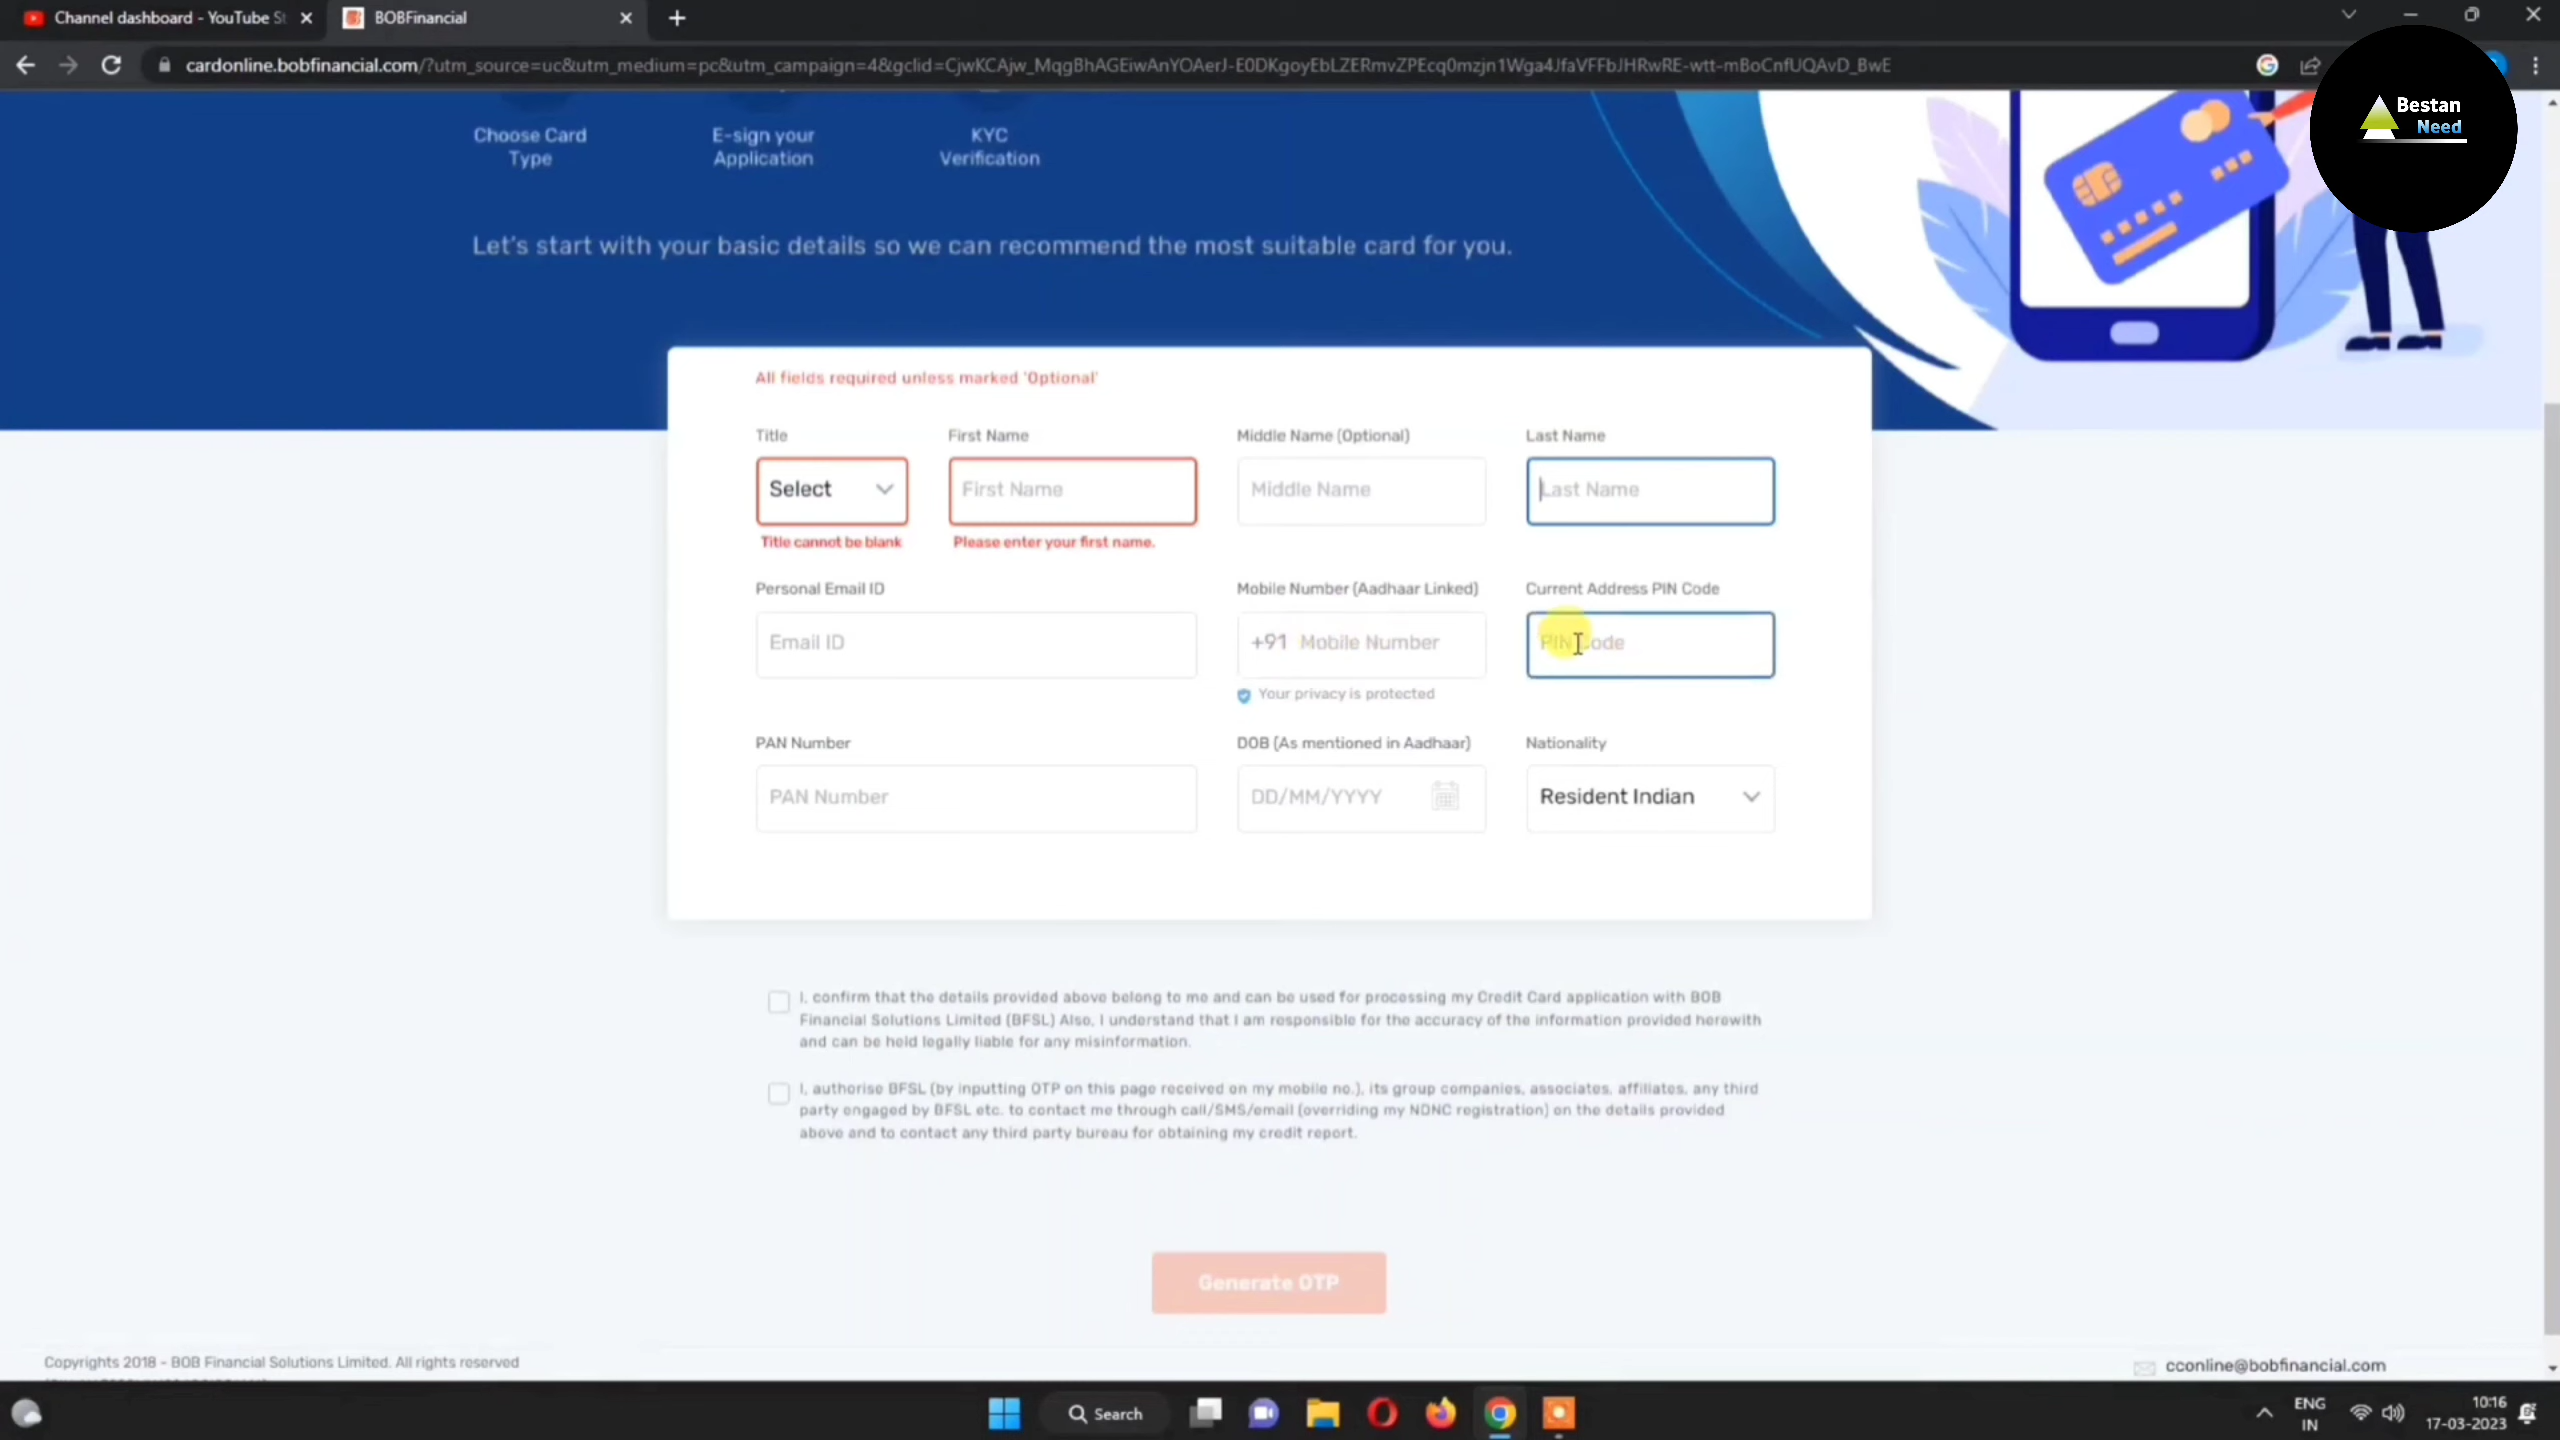 Channel dashboard - YouTube St
BOBFinancial
cardonline.bobfinancial.com/?utm_source=uc&utm_medium=pc&utm_campaign=4&gclid=CjwKCAjw_MqgBhAGEiwAnYOAerJ-E0DKgoyEbLZERmvZPEcq0mzjn1Wga4JfaVFFbJHRwRE-wtt-mBoCnfUQAvD_BwE
Bestan
Need
Choose Card
Type
E-sign your
Application
KYC
Verification
Let's start with your basic details so we can recommend the most suitable card for you.
All fields required unless marked 'Optional'
Title
First Name
Middle Name (Optional)
Last Name
Select
First Name
Middle Name
Last Name
Title cannot be blank
Please enter your first name.
Personal Email ID
Mobile Number (Aadhaar Linked)
Current Address PIN Code
Email ID
+91 Mobile Number
PIN Code
Your privacy is protected
PAN Number
DOB (As mentioned in Aadhaar)
Nationality
PAN Number
DD/MM/YYYY
Resident Indian
I, confirm that the details provided above belong to me and can be used for processing my Credit Card application with BOB
Financial Solutions Limited (BFSL) Also, I understand that I am responsible for the accuracy of the information provided herewith
and can be held legally liable for any misinformation.
I, authorise BFSL (by inputting OTP on this page received on my mobile no.), its group companies, associates, affiliates, any third
party engaged by BFSL etc. to contact me through call/SMS/email (overriding my NDNC registration) on the details provided
above and to contact any third party bureau for obtaining my credit report.
Generate OTP
Copyrights 2018 - BOB Financial Solutions Limited. All rights reserved
cconline@bobfinancial.com
Search
ENG
IN
10:16
17-03-2023